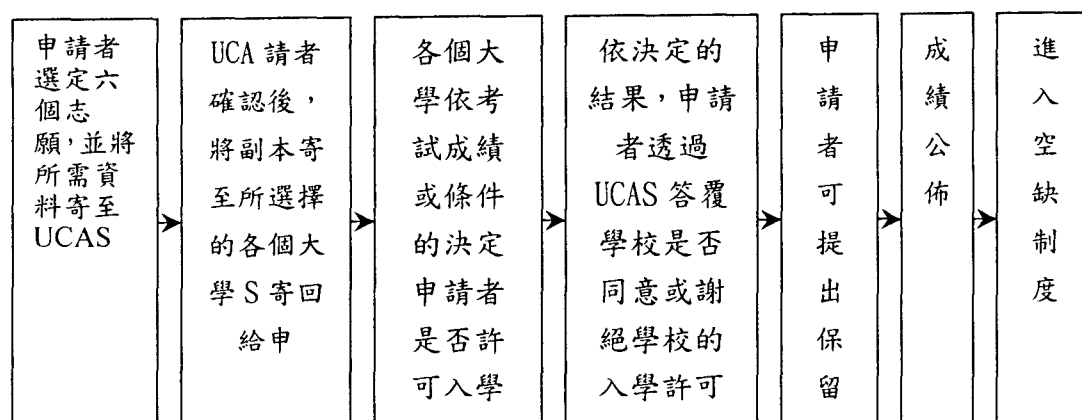 申請者
選定六
個志
願，並將
所需資
料寄至
UCAS
UCA 請者
確認後，
將副本寄
至所選擇
的各個大
學 S 寄回
給申
各個大
學依考
試成績
或條件
的決定
申請者
是否許
可入學
依決定的
結果，申請
者透過
UCAS 答覆
學校是否
同意或謝
絕學校的
入學許可
申
請
者
可
提
出
保
留
成
績
公
佈
進
入
空
缺
制
度